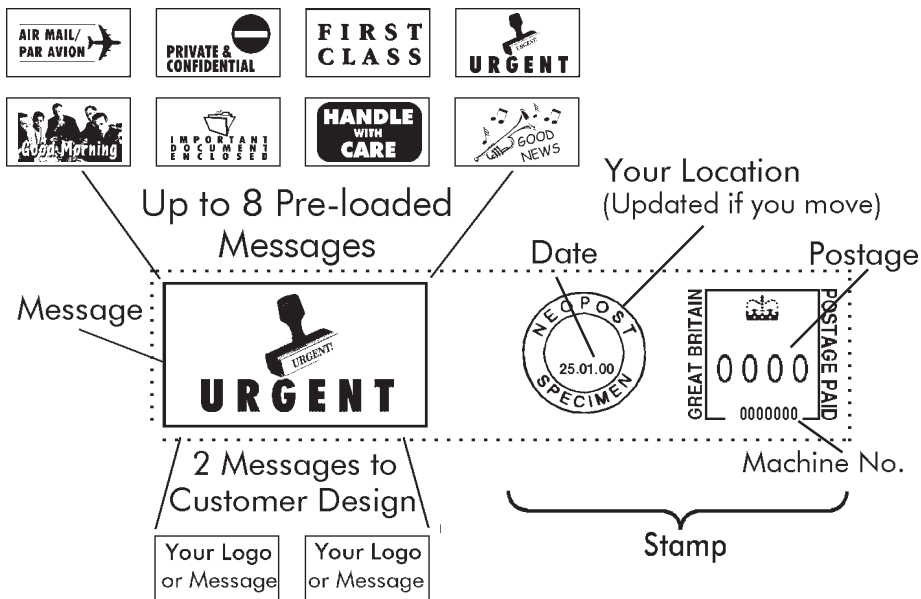 AIR MAIL/
PAR AVION
PRIVATE &
CONFIDENTIAL
FIRST
CLASS
URGENT!
URGENT
Good Morning
IMPORTANT
DOCUMENT
ENCLOSED
HANDLE
WITH
CARE
GOOD
NEWS
Up to 8 Pre-loaded
Messages
Your Location
(Updated if you move)
Date
Postage
Message
URGENT!
URGENT
NEOPOST
25.01.00
SPECIMEN
GREAT BRITAIN
0000
0000000
POSTAGE PAID
Machine No.
2 Messages to
Customer Design
Your Logo
or Message
Your Logo
or Message
Stamp